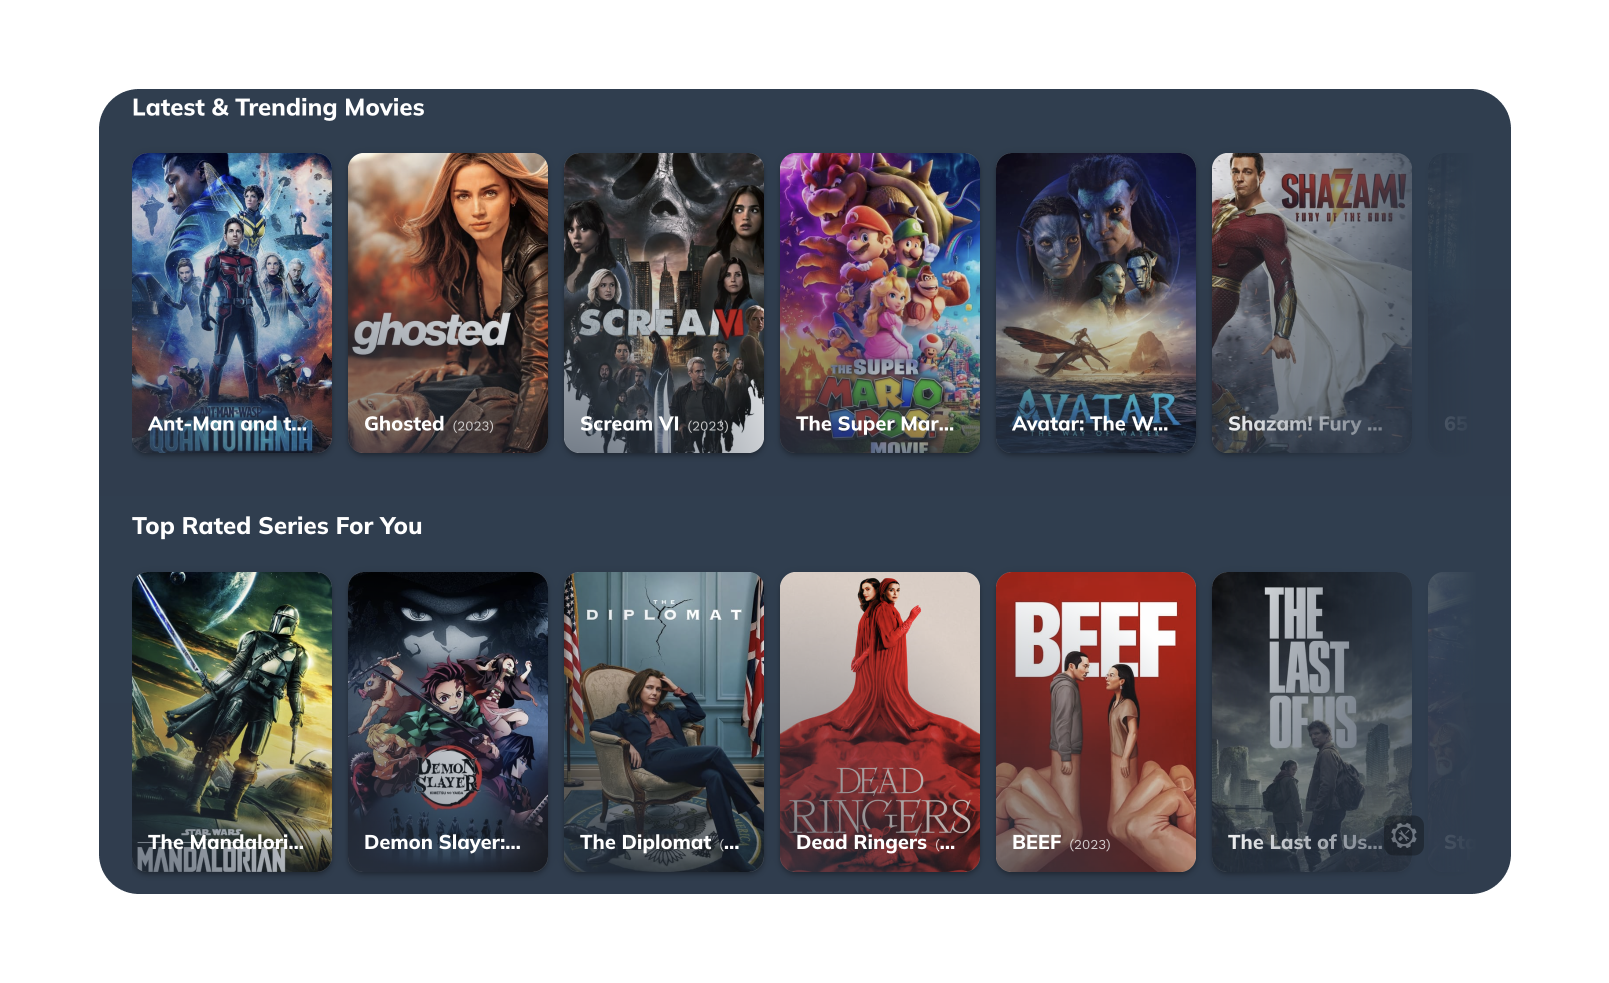 Latest & Trending Movies
ANT-MAN AND THE WASP
QUANTUMANIA
Ant-Man and t...
ghosted
Ghosted (2023)
SCREAM VI
Scream VI (2023)
THE SUPER
MARIO
BROS
MOVIE
The Super Mar...
AVATAR
THE WAY OF WATER
Avatar: The W...
SHAZAM!
FURY OF THE GODS
Shazam! Fury ...
65
Top Rated Series For You
STAR WARS
THE
MANDALORIAN
The Mandalori...
DEMON
SLAYER
KIMETSU NO YAIBA
Demon Slayer:...
THE
DIPLOMAT
The Diplomat (...
DEAD
RINGERS
Dead Ringers (...
BEEF
BEEF (2023)
THE
LAST
OF US
The Last of Us...
St